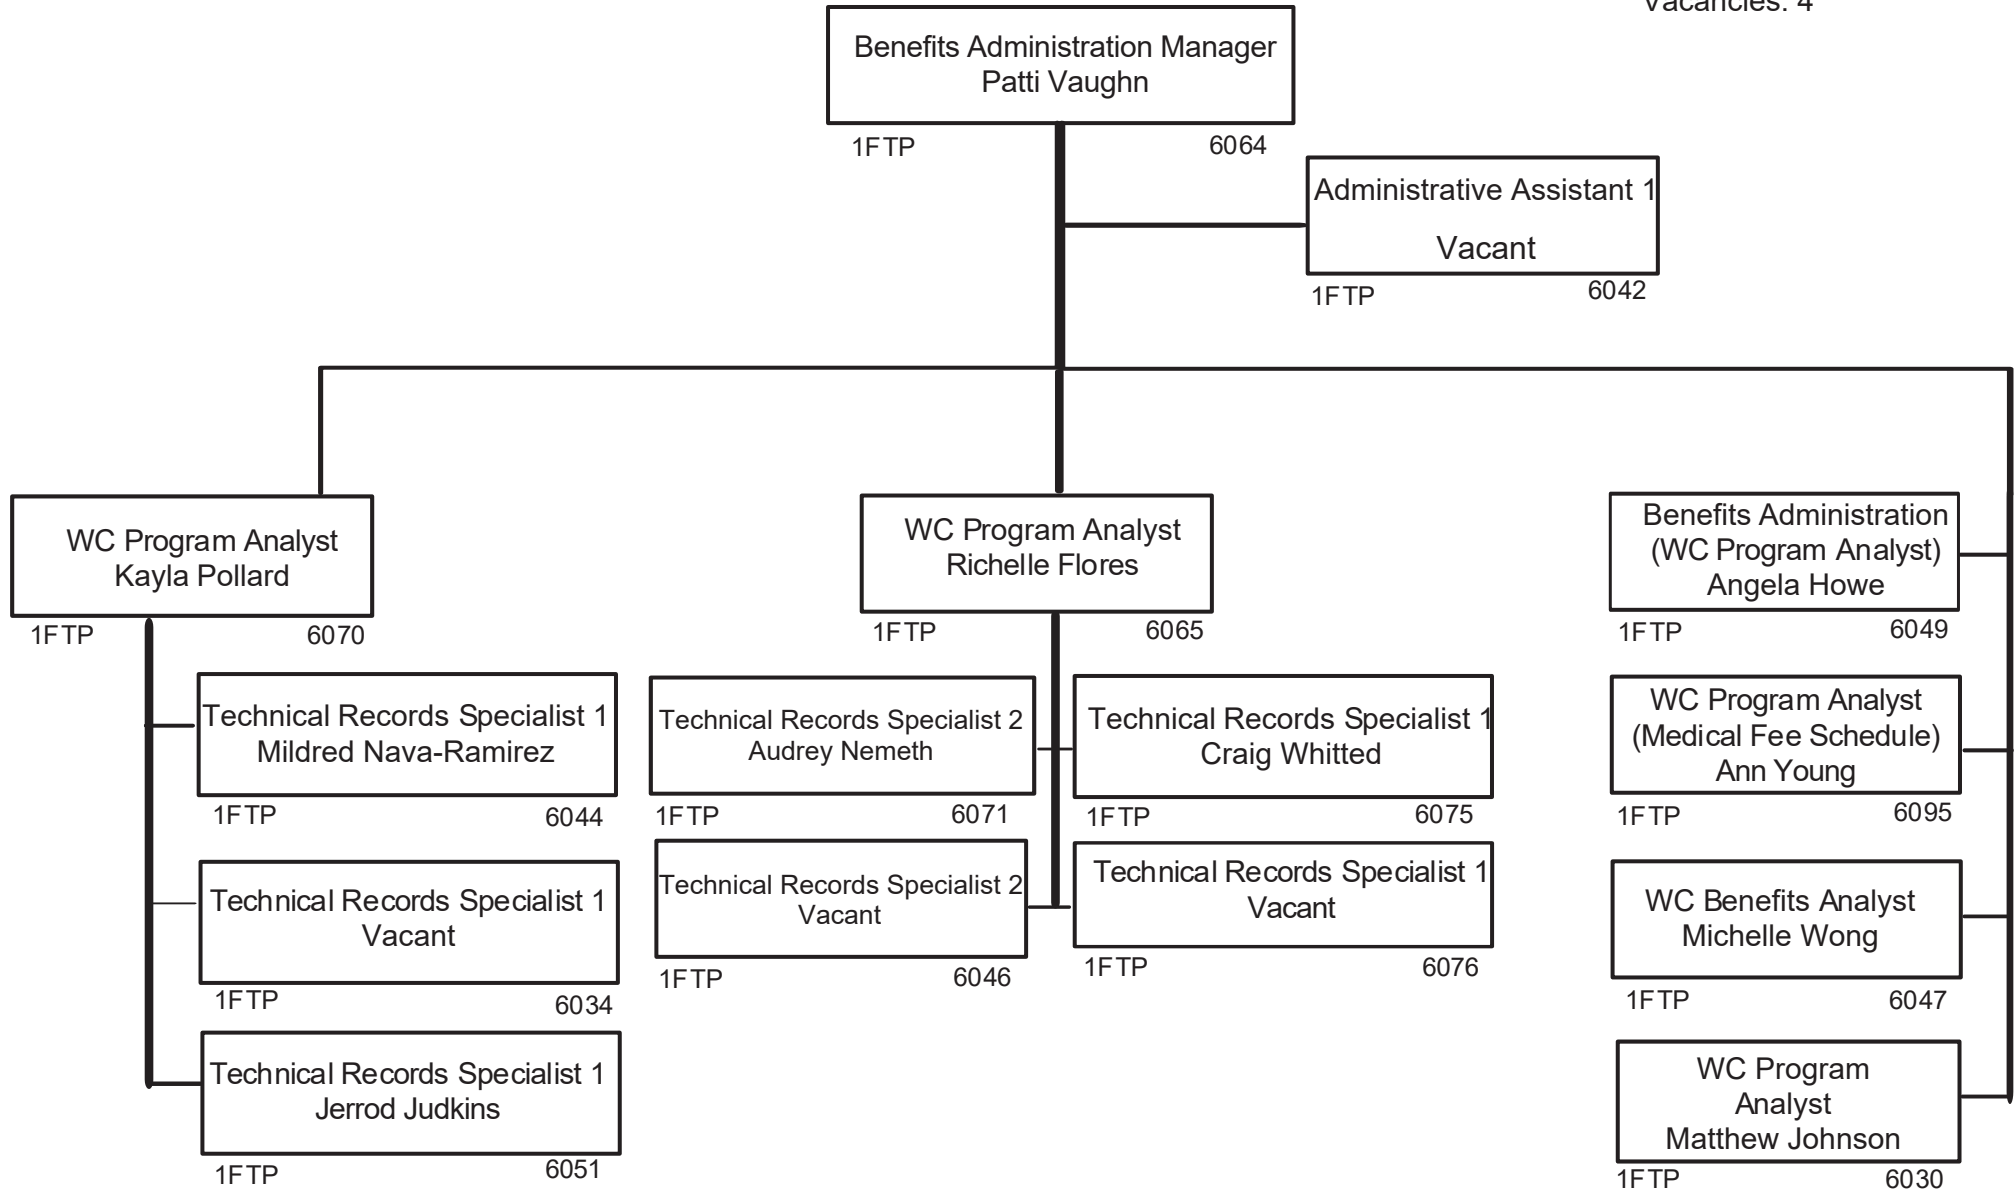 Vacancies: 4
Benefits Administration Manager
Patti Vaughn
1FTP
6064
Administrative Assistant 1
Vacant
1FTP
6042
WC Program Analyst
Kayla Pollard
1FTP
6070
Technical Records Specialist 1
Mildred Nava-Ramirez
1FTP
6044
Technical Records Specialist 1
Vacant
1FTP
6034
Technical Records Specialist 1
Jerrod Judkins
1FTP
6051
WC Program Analyst
Richelle Flores
1FTP
6065
Technical Records Specialist 2
Audrey Nemeth
1FTP
6071
Technical Records Specialist 1
Craig Whitted
1FTP
6075
Technical Records Specialist 2
Vacant
1FTP
6046
Technical Records Specialist 1
Vacant
1FTP
6076
Benefits Administration
(WC Program Analyst)
Angela Howe
1FTP
6049
WC Program Analyst
(Medical Fee Schedule)
Ann Young
1FTP
6095
WC Benefits Analyst
Michelle Wong
1FTP
6047
WC Program
Analyst
Matthew Johnson
1FTP
6030